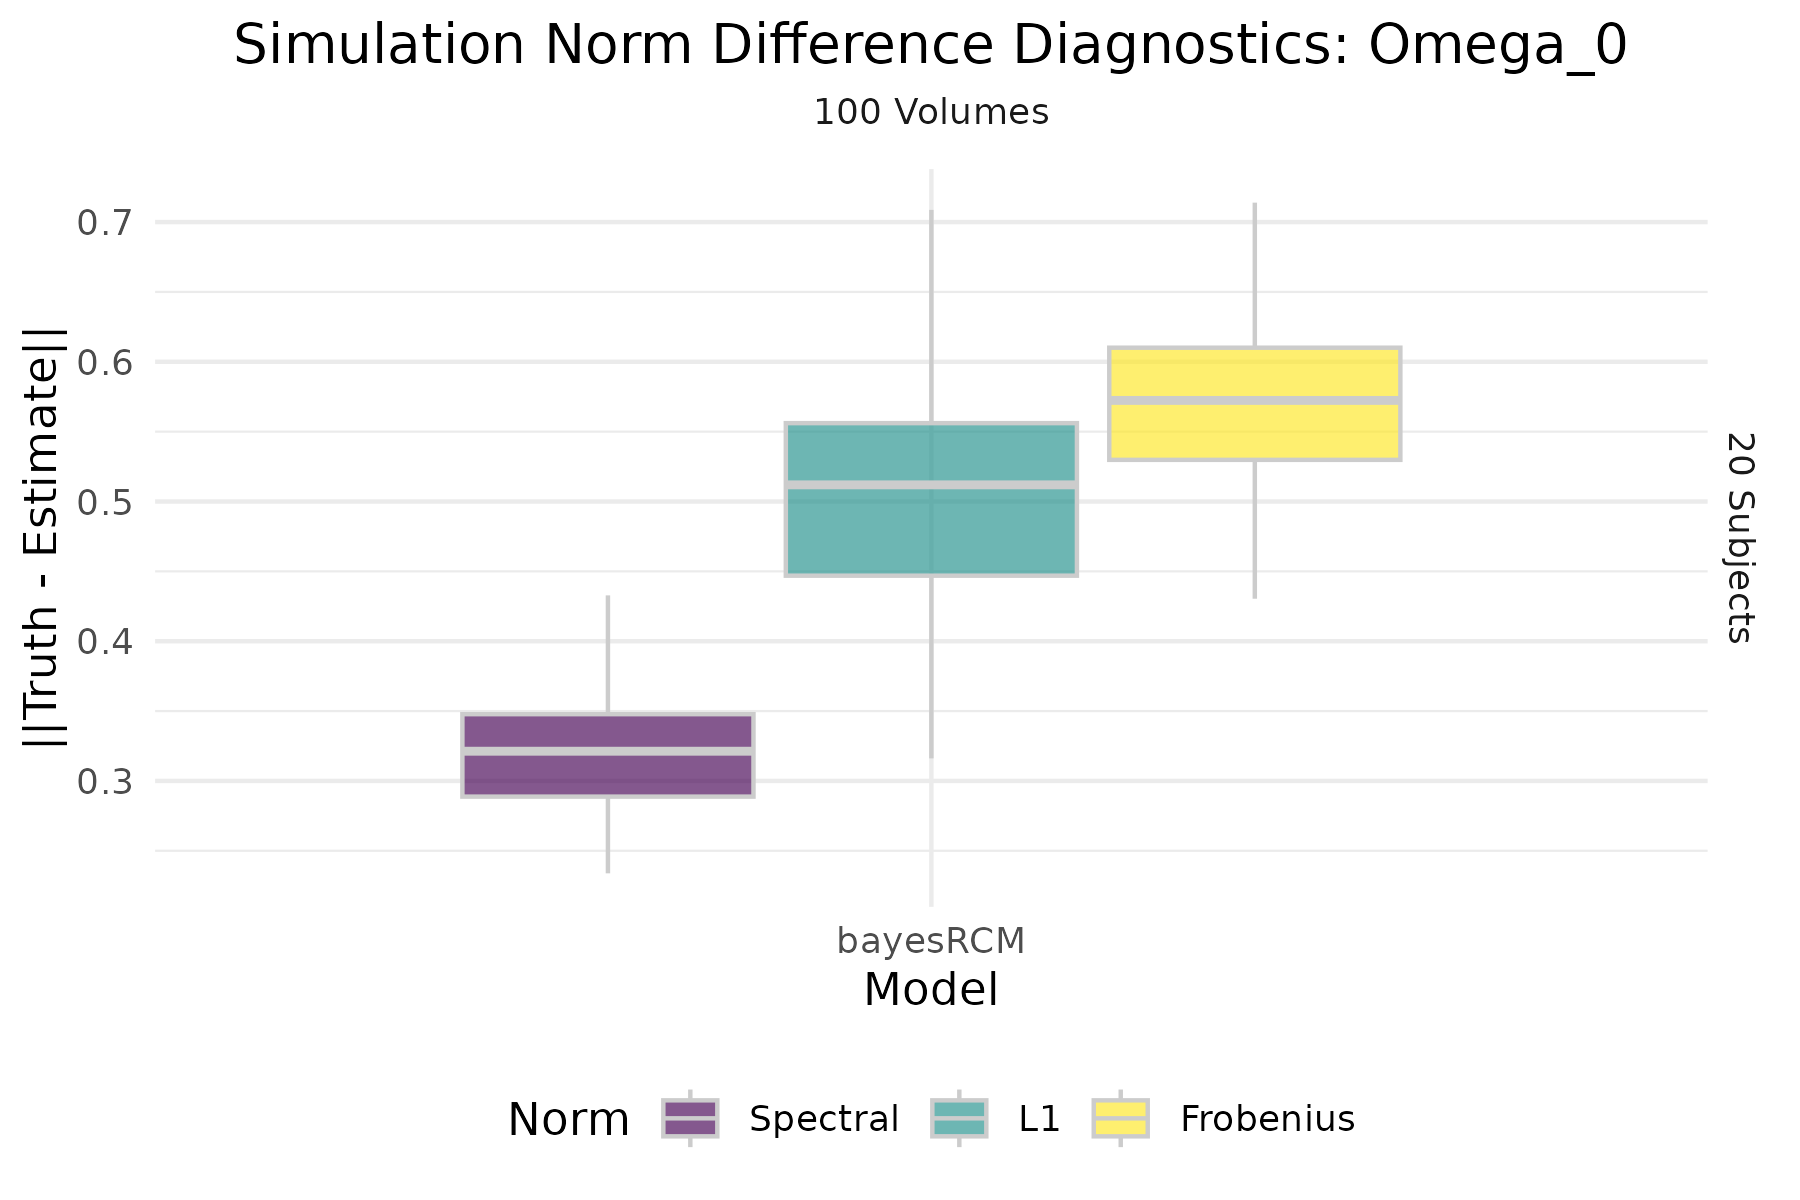 Simulation Norm Difference Diagnostics: Omega_0
100 Volumes
||Truth - Estimate||
0.7
0.6
0.5
0.4
0.3
20 Subjects
bayesRCM
Model
Norm Spectral L1 Frobenius